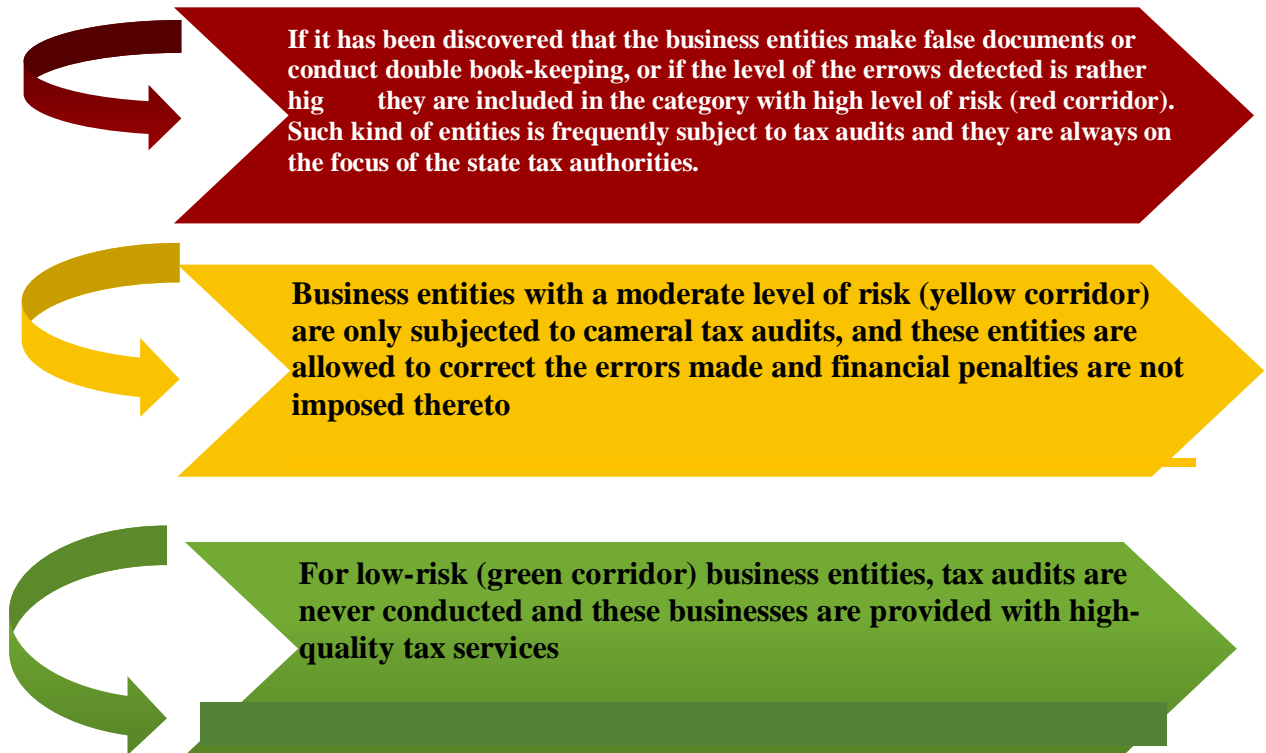 If it has been discovered that the business entities make false documents or
conduct double book-keeping, or if the level of the errows detected is rather
hig they are included in the category with high level of risk (red corridor).
Such kind of entities is frequently subject to tax audits and they are always on
the focus of the state tax authorities.
Business entities with a moderate level of risk (yellow corridor)
are only subjected to cameral tax audits, and these entities are
allowed to correct the errors made and financial penalties are not
imposed thereto
For low-risk (green corridor) business entities, tax audits are
never conducted and these businesses are provided with high-
quality tax services